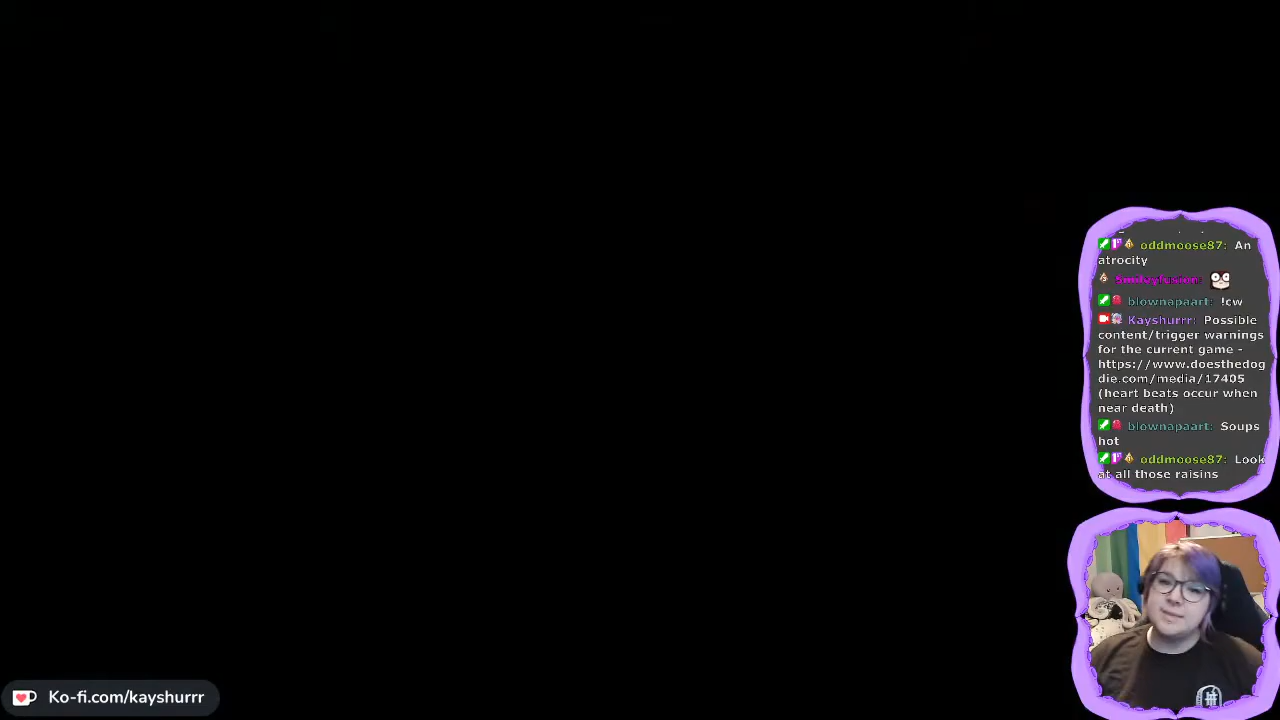 oddmoose87: An
atrocity
Smileyfusion:
blownapaart: !cw
Kayshurrr: Possible
content/trigger warnings
for the current game -
https://www.doesthedog
die.com/media/17405
(heart beats occur when
near death)
blownapaart: Soups
hot
oddmoose87: Look
at all those raisins
Ko-fi.com/kayshurrr